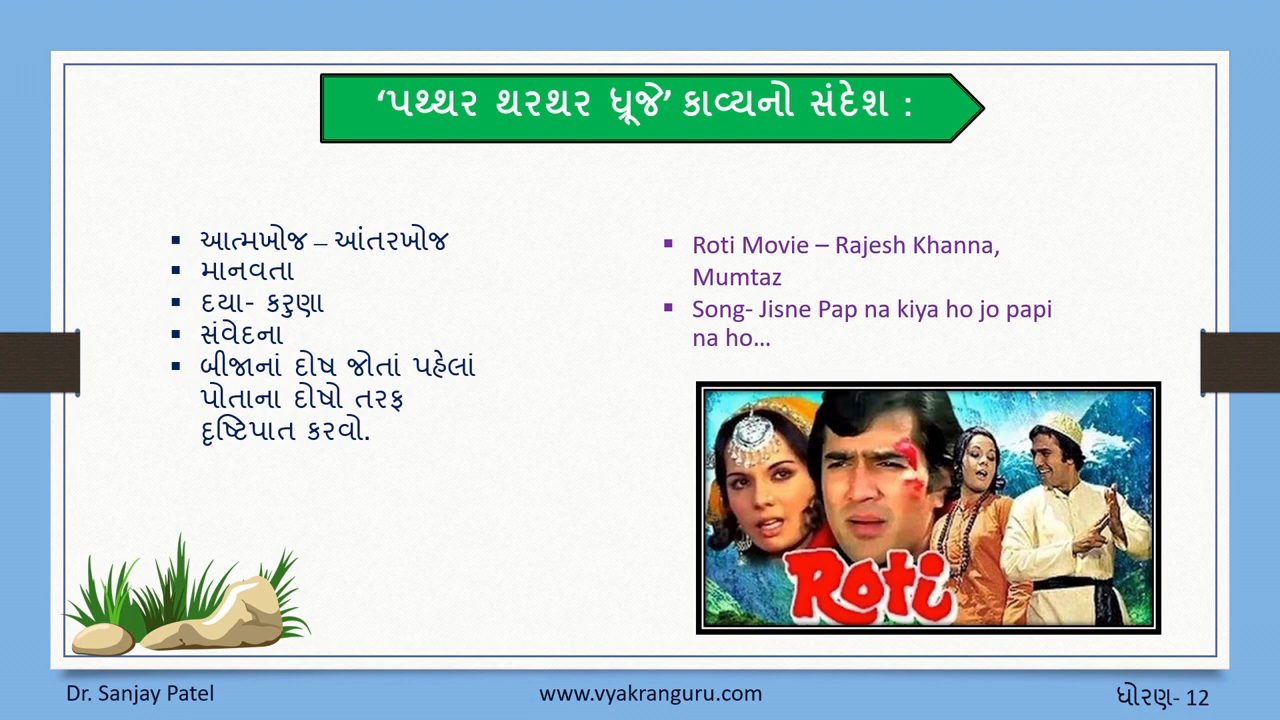 ‘પથ્થર થરથર ધ્રૂજે’ કાવ્યનો સંદેશ :
▪ આત્મખોજ – આંતરખોજ
▪ માનવતા
▪ દયા- કરુણા
▪ સંવેદના
▪ બીજાનાં દોષ જોતાં પહેલાં
પોતાના દોષો તરફ
દૃષ્ટિપાત કરવો.
▪ Roti Movie – Rajesh Khanna,
Mumtaz
▪ Song- Jisne Pap na kiya ho jo papi
na ho…
Roti
Dr. Sanjay Patel
www.vyakranguru.com
ધોરણ- 12